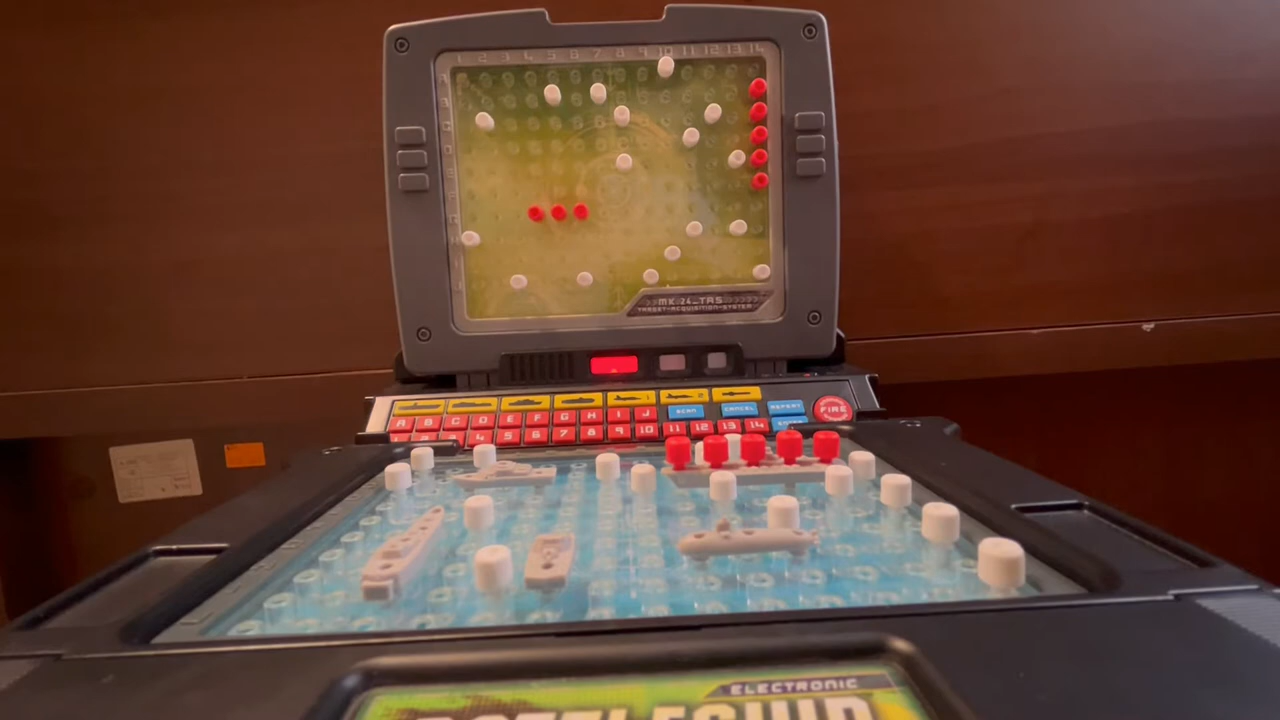 1 2 3 4 5 6 7 8 9 10 11 12 13 14
MK.24_TAS
TARGET-ACQUISITION-SYSTEM
1
2
A B C D E F G H I J SCAN CANCEL REPEAT FIRE
4 5 6 7 8 9 10 11 12 13 14
ELECTRONIC
BATTLESHIP